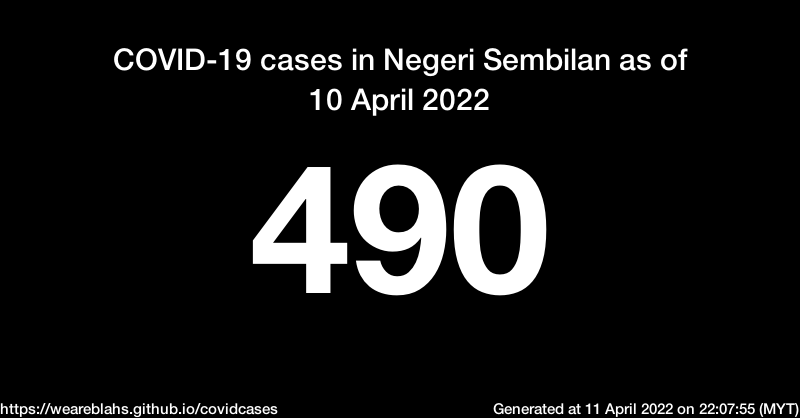 COVID-19 cases in Negeri Sembilan as of
10 April 2022
490
https://weareblahs.github.io/covidcases
Generated at 11 April 2022 on 22:07:55 (MYT)